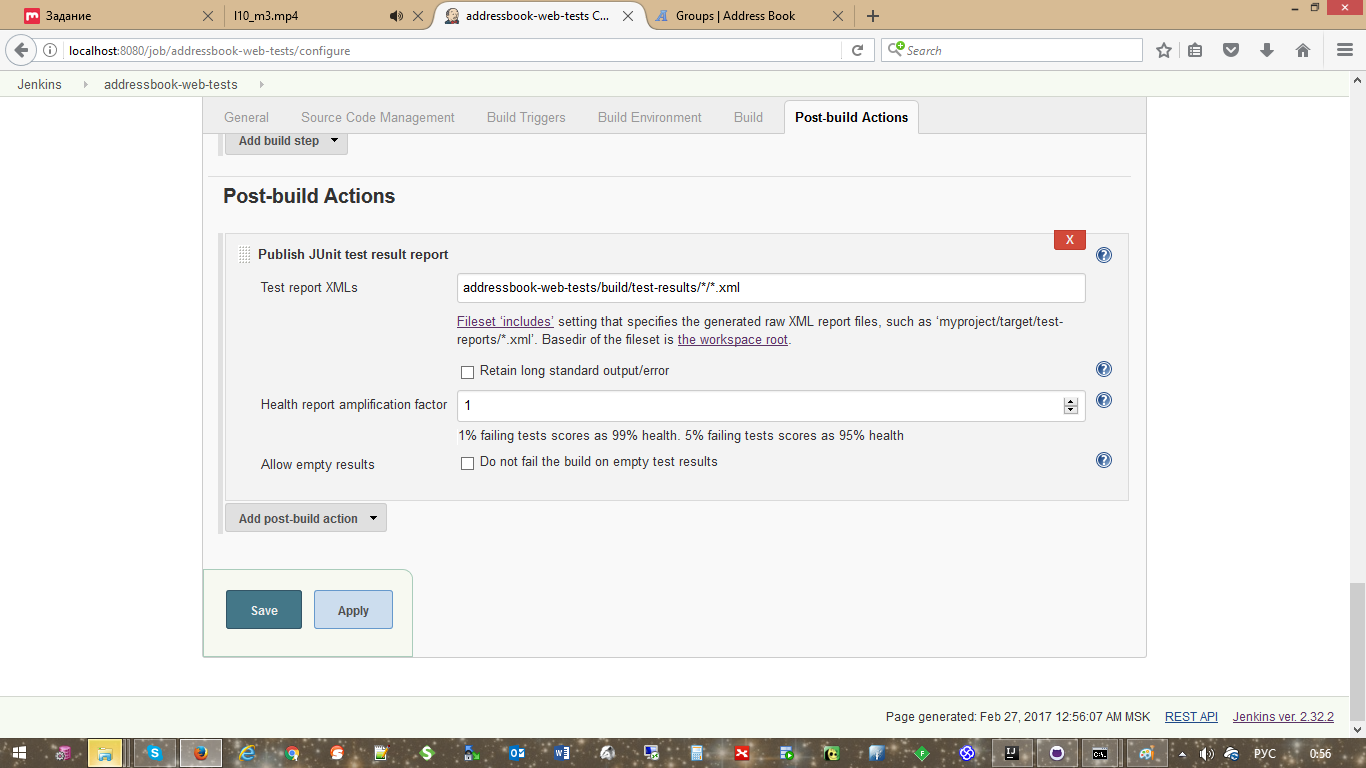 Задание
l10_m3.mp4
addressbook-web-tests C...
Groups | Address Book
localhost:8080/job/addressbook-web-tests/configure
Search
Jenkins
addressbook-web-tests
General
Source Code Management
Build Triggers
Build Environment
Build
Post-build Actions
Add build step
Post-build Actions
X
Publish JUnit test result report
Test report XMLs
addressbook-web-tests/build/test-results/*/*.xml
Fileset ‘includes’ setting that specifies the generated raw XML report files, such as ‘myproject/target/test-
reports/*.xml’. Basedir of the fileset is the workspace root.
Retain long standard output/error
Health report amplification factor
1
1% failing tests scores as 99% health. 5% failing tests scores as 95% health
Allow empty results
Do not fail the build on empty test results
Add post-build action
Save
Apply
Page generated: Feb 27, 2017 12:56:07 AM MSK
REST API
Jenkins ver. 2.32.2
РУС
0:56